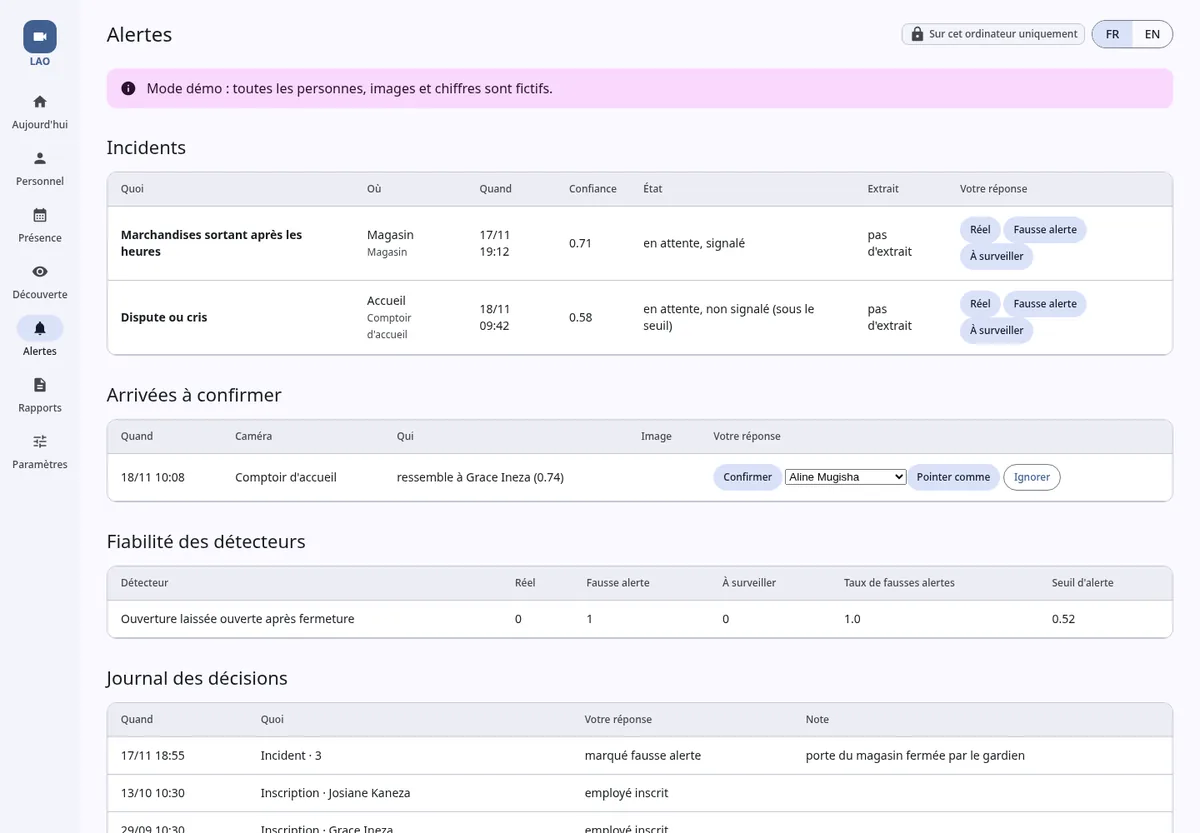 LAO
Aujourd'hui
Personnel
Présence
Découverte
Alertes
Rapports
Paramètres
Alertes
Sur cet ordinateur uniquement
FR EN
Mode démo : toutes les personnes, images et chiffres sont fictifs.
Incidents
Quoi Où Quand Confiance État Extrait Votre réponse
Marchandises sortant après les heures
Magasin
Magasin
17/11
19:12
0.71
en attente, signalé
pas
d'extrait
Réel Fausse alerte
À surveiller
Dispute ou cris
Accueil
Comptoir
d'accueil
18/11
09:42
0.58
en attente, non signalé (sous le
seuil)
pas
d'extrait
Réel Fausse alerte
À surveiller
Arrivées à confirmer
Quand Caméra Qui Image Votre réponse
18/11 10:08 Comptoir d'accueil ressemble à Grace Ineza (0.74) Confirmer Aline Mugisha Pointer comme Ignorer
Fiabilité des détecteurs
Détecteur Réel Fausse alerte À surveiller Taux de fausses alertes Seuil d'alerte
Ouverture laissée ouverte après fermeture 0 1 0 1.0 0.52
Journal des décisions
Quand Quoi Votre réponse Note
17/11 18:55 Incident · 3 marqué fausse alerte porte du magasin fermée par le gardien
13/10 10:30 Inscription · Josiane Kaneza employé inscrit
29/09 10:30 Inscription · Grace Ineza employé inscrit